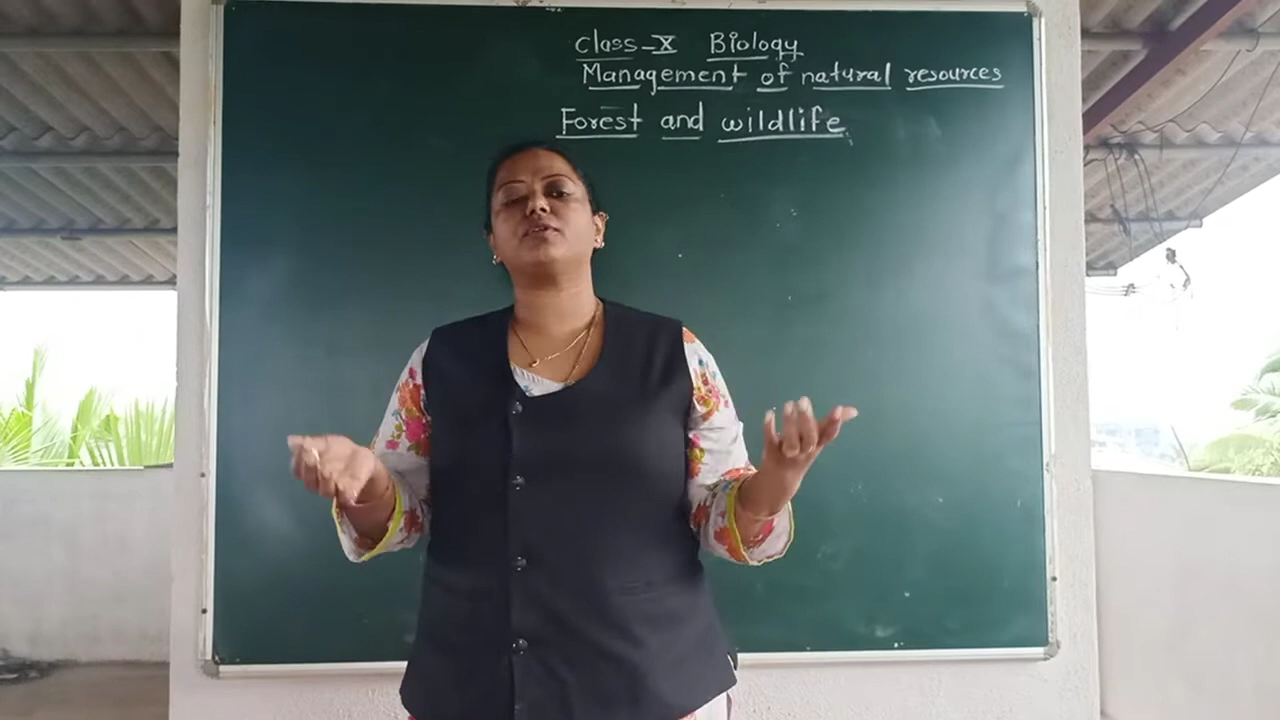 Class-X Biology
Management of natural resources
Forest and wildlife